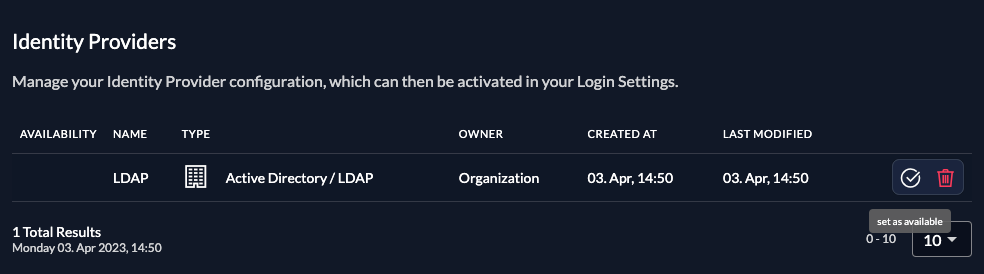 Identity Providers
Manage your Identity Provider configuration, which can then be activated in your Login Settings.
AVAILABILITY NAME TYPE OWNER CREATED AT LAST MODIFIED
LDAP Active Directory / LDAP Organization 03. Apr, 14:50 03. Apr, 14:50
set as available
1 Total Results
Monday 03. Apr 2023, 14:50
0 - 10 10